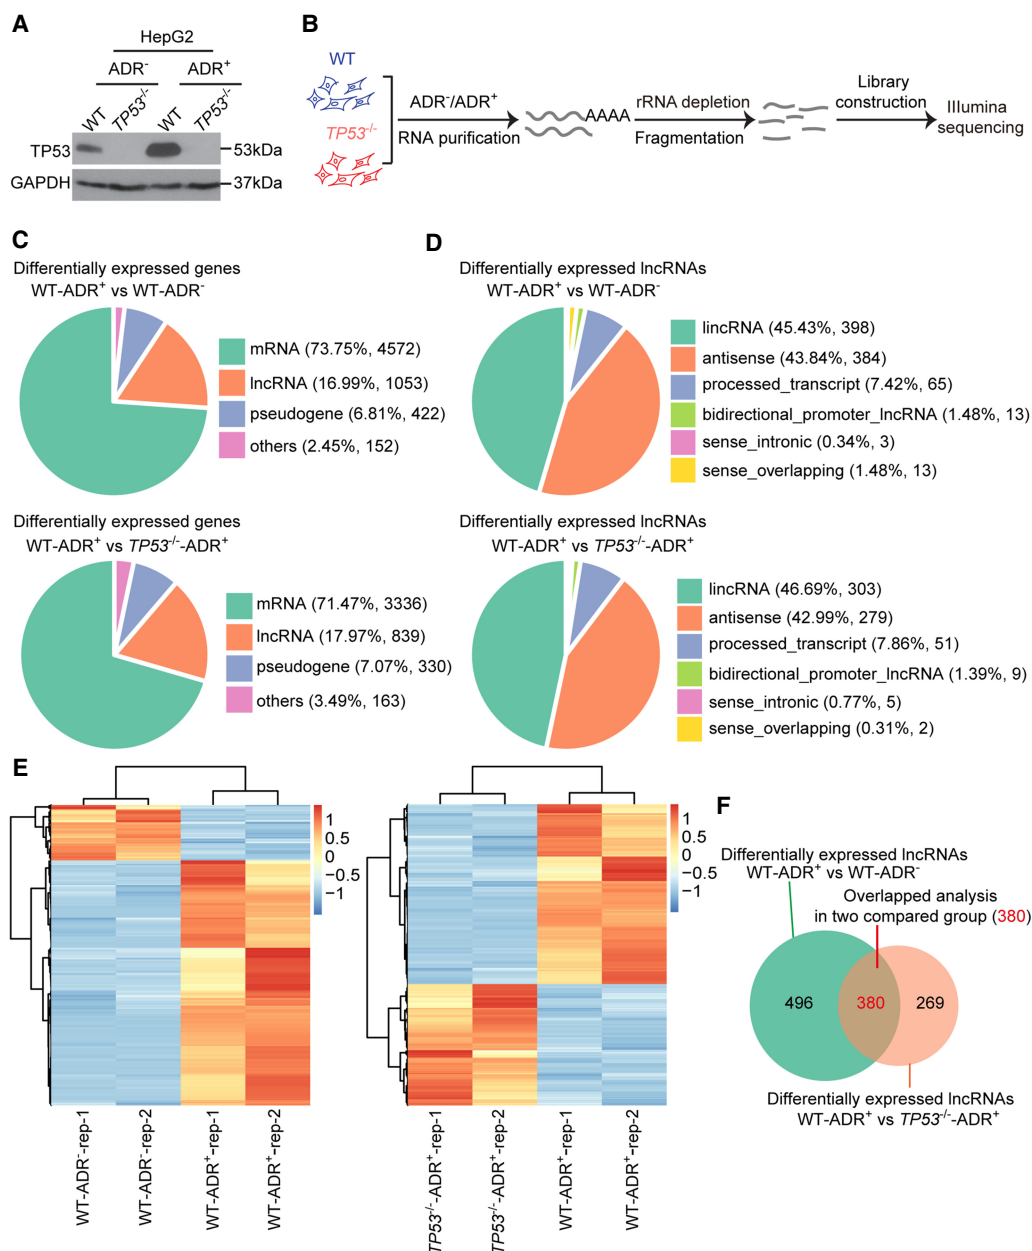 A
HepG2
ADR⁻ ADR⁺
WT TP53⁻/⁻ WT TP53⁻/⁻
TP53 53kDa
GAPDH 37kDa
B
WT
TP53⁻/⁻
ADR⁻/ADR⁺
RNA purification
AAAA
rRNA depletion
Fragmentation
Library
construction
Illumina
sequencing
C
Differentially expressed genes
WT-ADR⁺ vs WT-ADR⁻
mRNA (73.75%, 4572)
lncRNA (16.99%, 1053)
pseudogene (6.81%, 422)
others (2.45%, 152)
Differentially expressed genes
WT-ADR⁺ vs TP53⁻/⁻-ADR⁺
mRNA (71.47%, 3336)
lncRNA (17.97%, 839)
pseudogene (7.07%, 330)
others (3.49%, 163)
D
Differentially expressed lncRNAs
WT-ADR⁺ vs WT-ADR⁻
lincRNA (45.43%, 398)
antisense (43.84%, 384)
processed_transcript (7.42%, 65)
bidirectional_promoter_lncRNA (1.48%, 13)
sense_intronic (0.34%, 3)
sense_overlapping (1.48%, 13)
Differentially expressed lncRNAs
WT-ADR⁺ vs TP53⁻/⁻-ADR⁺
lincRNA (46.69%, 303)
antisense (42.99%, 279)
processed_transcript (7.86%, 51)
bidirectional_promoter_lncRNA (1.39%, 9)
sense_intronic (0.77%, 5)
sense_overlapping (0.31%, 2)
E
1
0.5
0
−0.5
−1
WT-ADR⁻-rep-1
WT-ADR⁻-rep-2
WT-ADR⁺-rep-1
WT-ADR⁺-rep-2
1
0.5
0
−0.5
−1
TP53⁻/⁻-ADR⁺-rep-1
TP53⁻/⁻-ADR⁺-rep-2
WT-ADR⁺-rep-1
WT-ADR⁺-rep-2
F
Differentially expressed lncRNAs
WT-ADR⁺ vs WT-ADR⁻
Overlapped analysis
in two compared group (380)
496 380 269
Differentially expressed lncRNAs
WT-ADR⁺ vs TP53⁻/⁻-ADR⁺